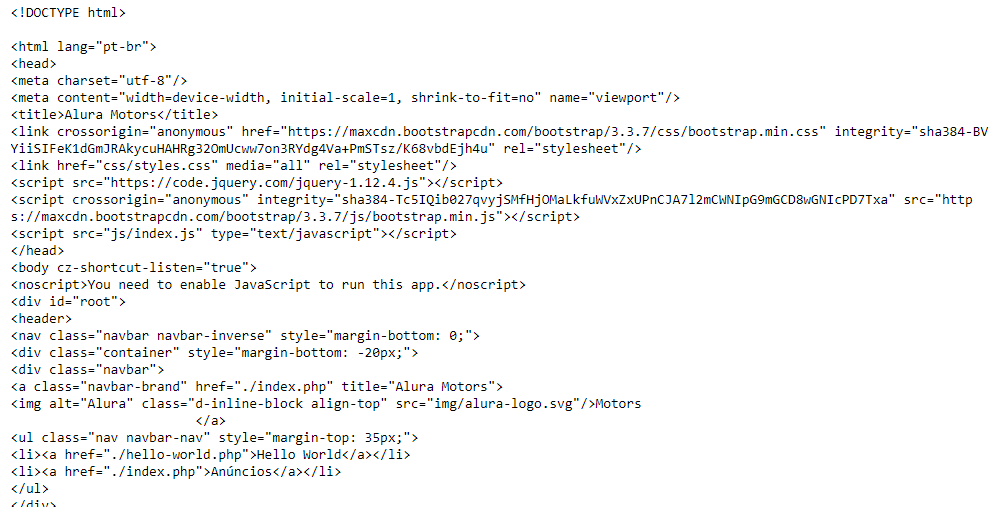 <!DOCTYPE html>
<html lang="pt-br">
<head>
<meta charset="utf-8"/>
<meta content="width=device-width, initial-scale=1, shrink-to-fit=no" name="viewport"/>
<title>Alura Motors</title>
<link crossorigin="anonymous" href="https://maxcdn.bootstrapcdn.com/bootstrap/3.3.7/css/bootstrap.min.css" integrity="sha384-BV
YiiSIFeK1dGmJRAkycuHAHRg32OmUcww7on3RYdg4Va+PmSTsz/K68vbdEjh4u" rel="stylesheet"/>
<link href="css/styles.css" media="all" rel="stylesheet"/>
<script src="https://code.jquery.com/jquery-1.12.4.js"></script>
<script crossorigin="anonymous" integrity="sha384-Tc5IQib027qvyjSMfHjOMaLkfuWVxZxUPnCJA7l2mCWNIpG9mGCD8wGNIcPD7Txa" src="http
s://maxcdn.bootstrapcdn.com/bootstrap/3.3.7/js/bootstrap.min.js"></script>
<script src="js/index.js" type="text/javascript"></script>
</head>
<body cz-shortcut-listen="true">
<noscript>You need to enable JavaScript to run this app.</noscript>
<div id="root">
<header>
<nav class="navbar navbar-inverse" style="margin-bottom: 0;">
<div class="container" style="margin-bottom: -20px;">
<div class="navbar">
<a class="navbar-brand" href="./index.php" title="Alura Motors">
<img alt="Alura" class="d-inline-block align-top" src="img/alura-logo.svg"/>Motors
</a>
<ul class="nav navbar-nav" style="margin-top: 35px;">
<li><a href="./hello-world.php">Hello World</a></li>
<li><a href="./index.php">Anúncios</a></li>
</ul>
</div>